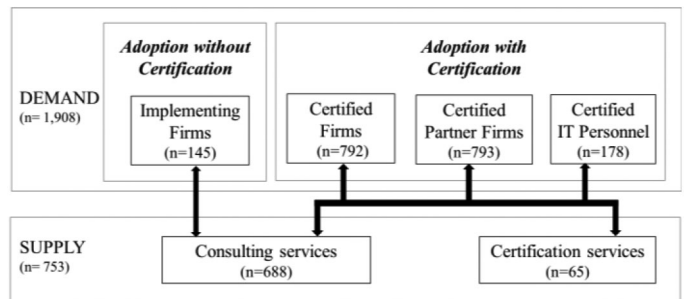 Adoption without
Certification
Adoption with
Certification
DEMAND
(n= 1,908)
Implementing
Firms
(n=145)
Certified
Firms
(n=792)
Certified
Partner Firms
(n=793)
Certified
IT Personnel
(n=178)
SUPPLY
(n= 753)
Consulting services
(n=688)
Certification services
(n=65)